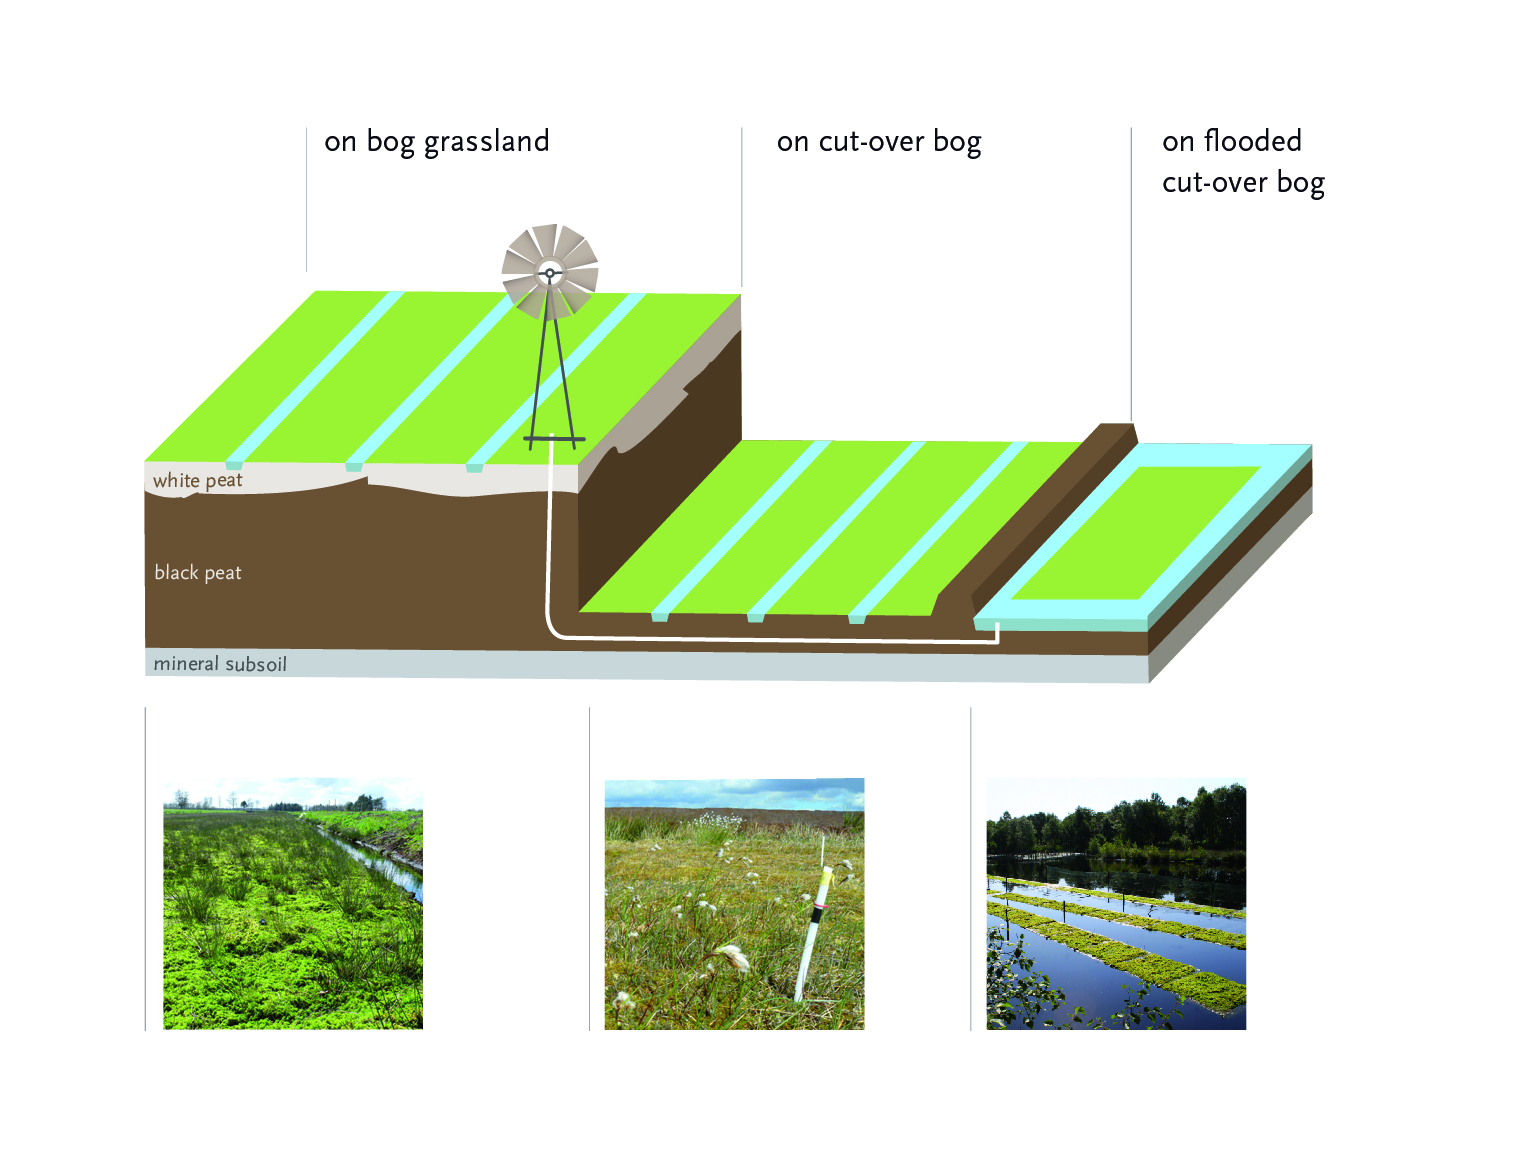 on bog grassland
on cut-over bog
on flooded
cut-over bog
white peat
black peat
mineral subsoil